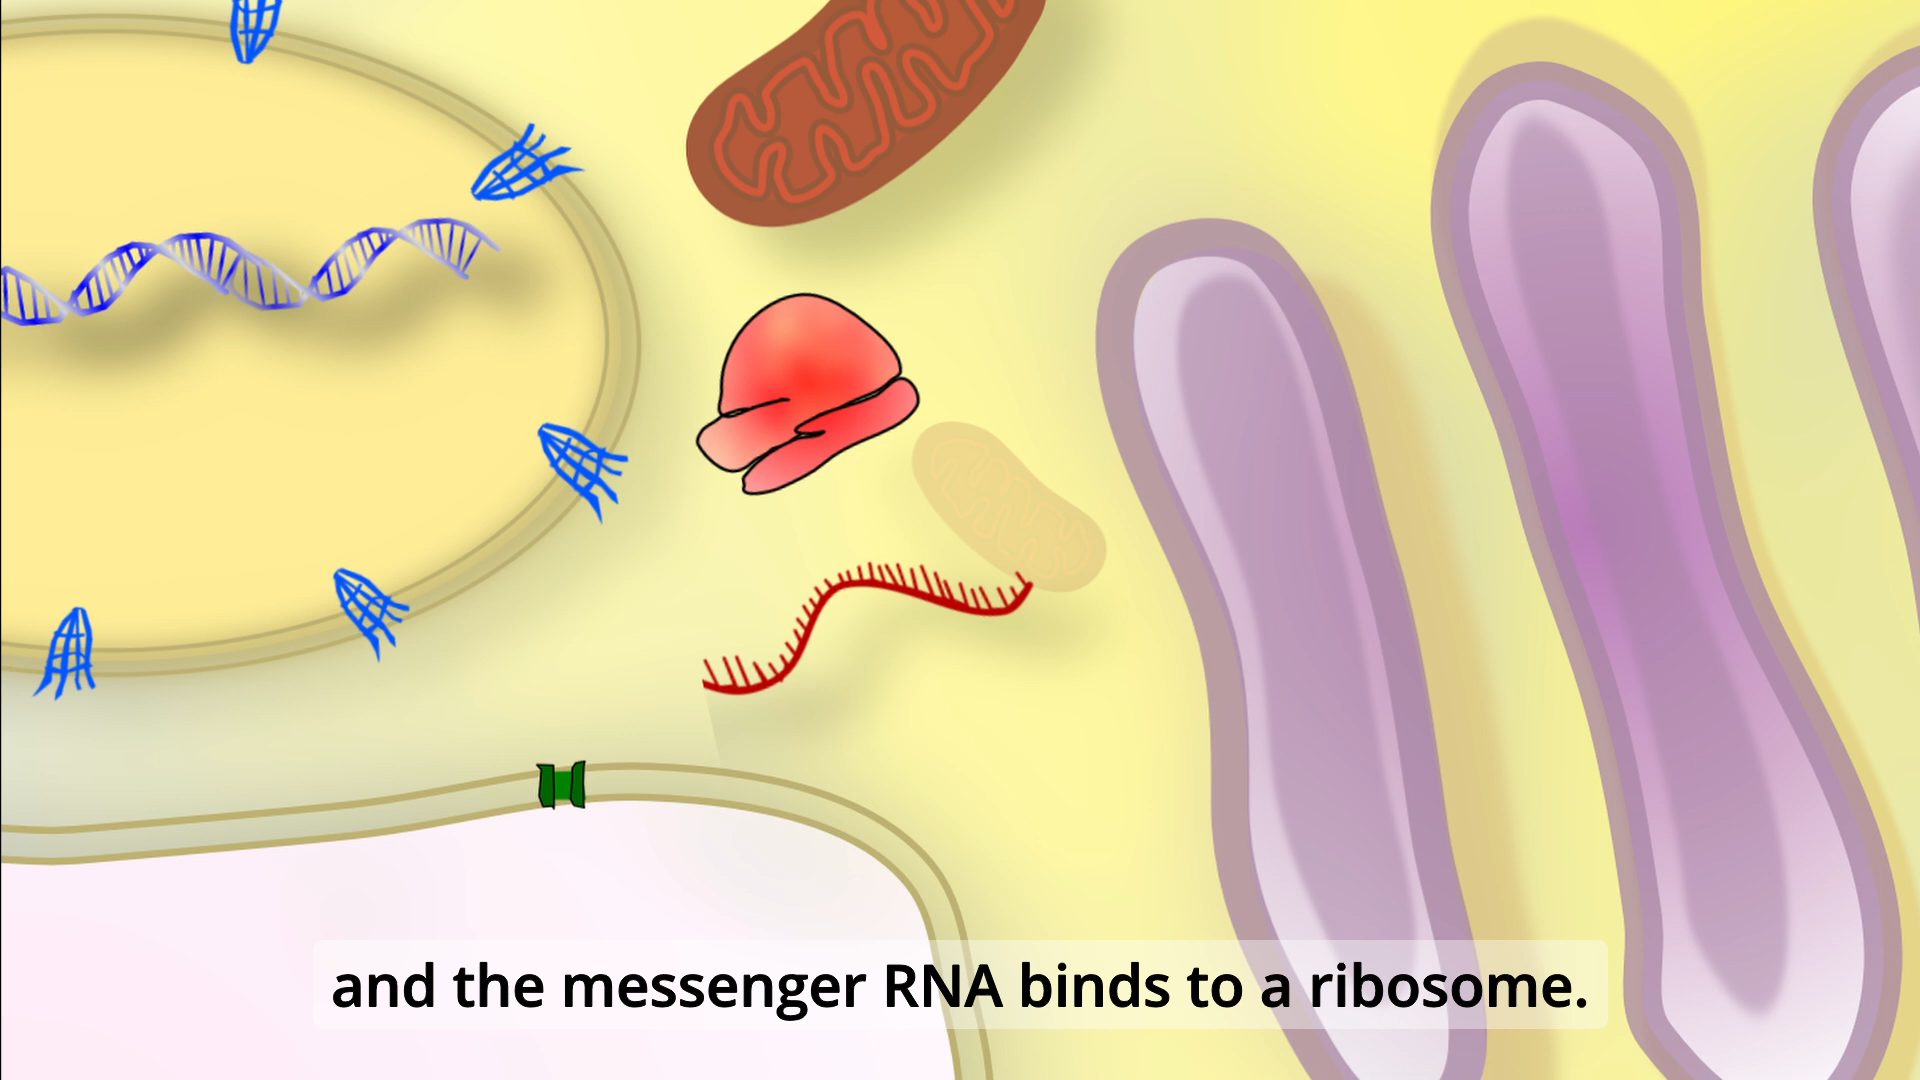 and the messenger RNA binds to a ribosome.